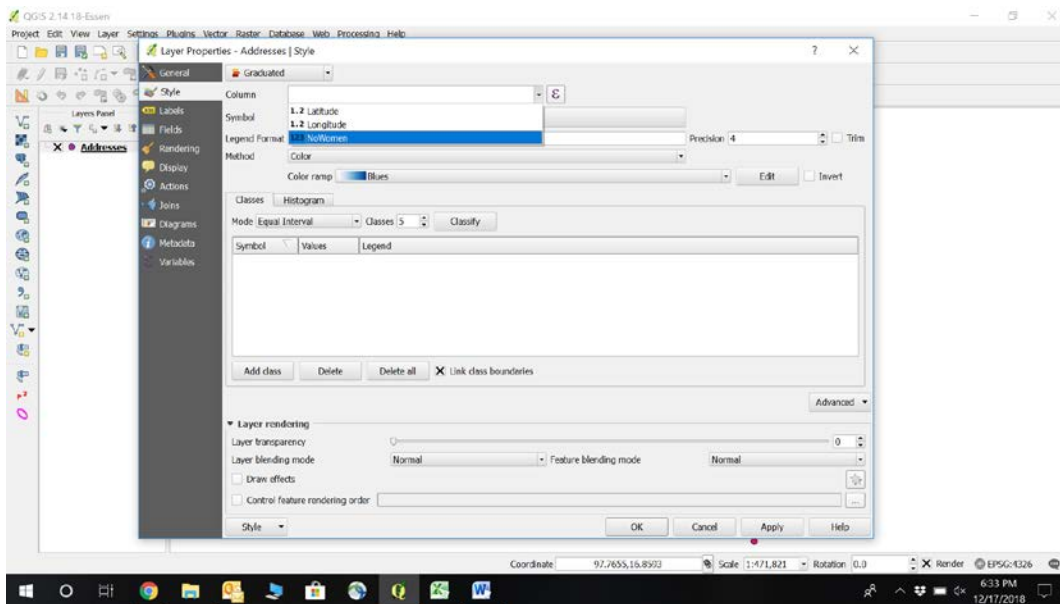 QGIS 2.14.18-Essen
Project Edit View Layer Settings Plugins Vector Raster Database Web Processing Help
Layer Properties - Addresses | Style
General
Style
Labels
Fields
Rendering
Display
Actions
Joins
Diagrams
Metadata
Variables
Layers Panel
Addresses
Graduated
Column
1.2 Latitude
1.2 Longitude
123 NoWomen
Symbol
Legend Format
Precision 4
Trim
Method Color
Color ramp Blues Edit Invert
Classes Histogram
Mode Equal Interval Classes 5 Classify
Symbol Values Legend
Add class Delete Delete all Link class boundaries
Advanced
Layer rendering
Layer transparency 0
Layer blending mode Normal Feature blending mode Normal
Draw effects
Control feature rendering order ...
Style OK Cancel Apply Help
Coordinate 97.7655,16.8503 Scale 1:471,821 Rotation 0.0 Render EPSG:4326
6:33 PM
12/17/2018